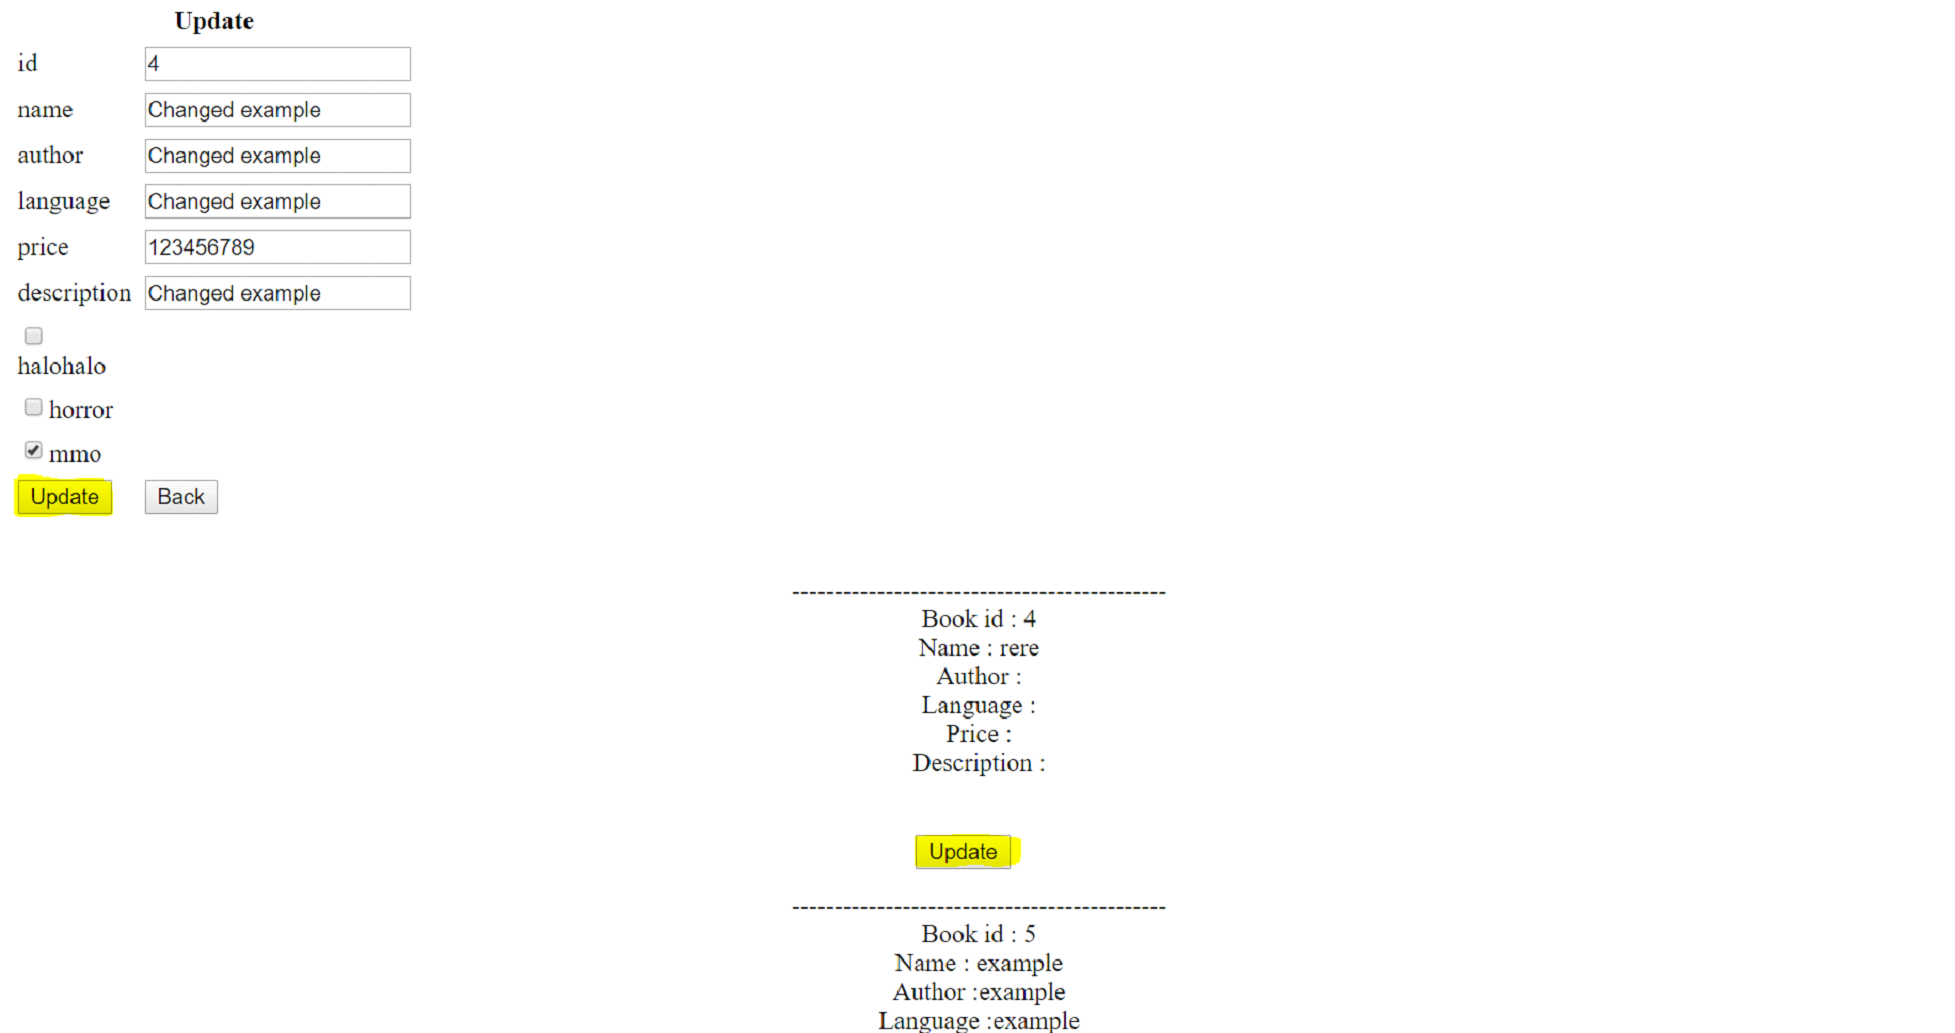 Update
id 4
name Changed example
author Changed example
language Changed example
price 123456789
description Changed example
halohalo
horror
mmo
Update Back
--------------------------------------------
Book id : 4
Name : rere
Author :
Language :
Price :
Description :
Update
--------------------------------------------
Book id : 5
Name : example
Author :example
Language :example